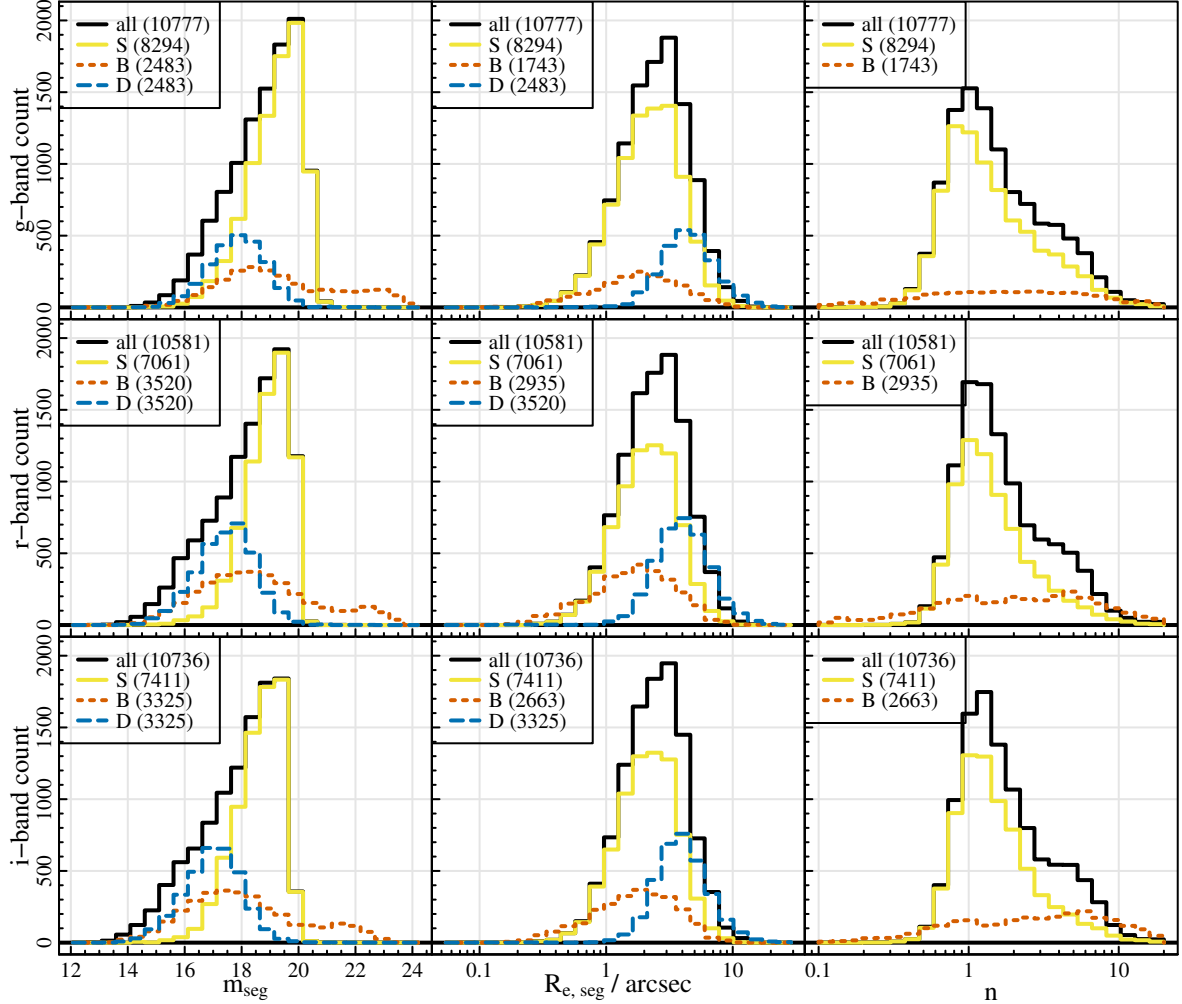 g−band count
0
500
1000
1500
2000
all (10777)
S (8294)
B (2483)
D (2483)
all (10777)
S (8294)
B (1743)
D (2483)
all (10777)
S (8294)
B (1743)
r−band count
0
500
1000
1500
2000
all (10581)
S (7061)
B (3520)
D (3520)
all (10581)
S (7061)
B (2935)
D (3520)
all (10581)
S (7061)
B (2935)
i−band count
0
500
1000
1500
2000
all (10736)
S (7411)
B (3325)
D (3325)
all (10736)
S (7411)
B (2663)
D (3325)
all (10736)
S (7411)
B (2663)
12 14 16 18 20 22 24
0.1 1 10
0.1 1 10
mseg
Re, seg / arcsec
n